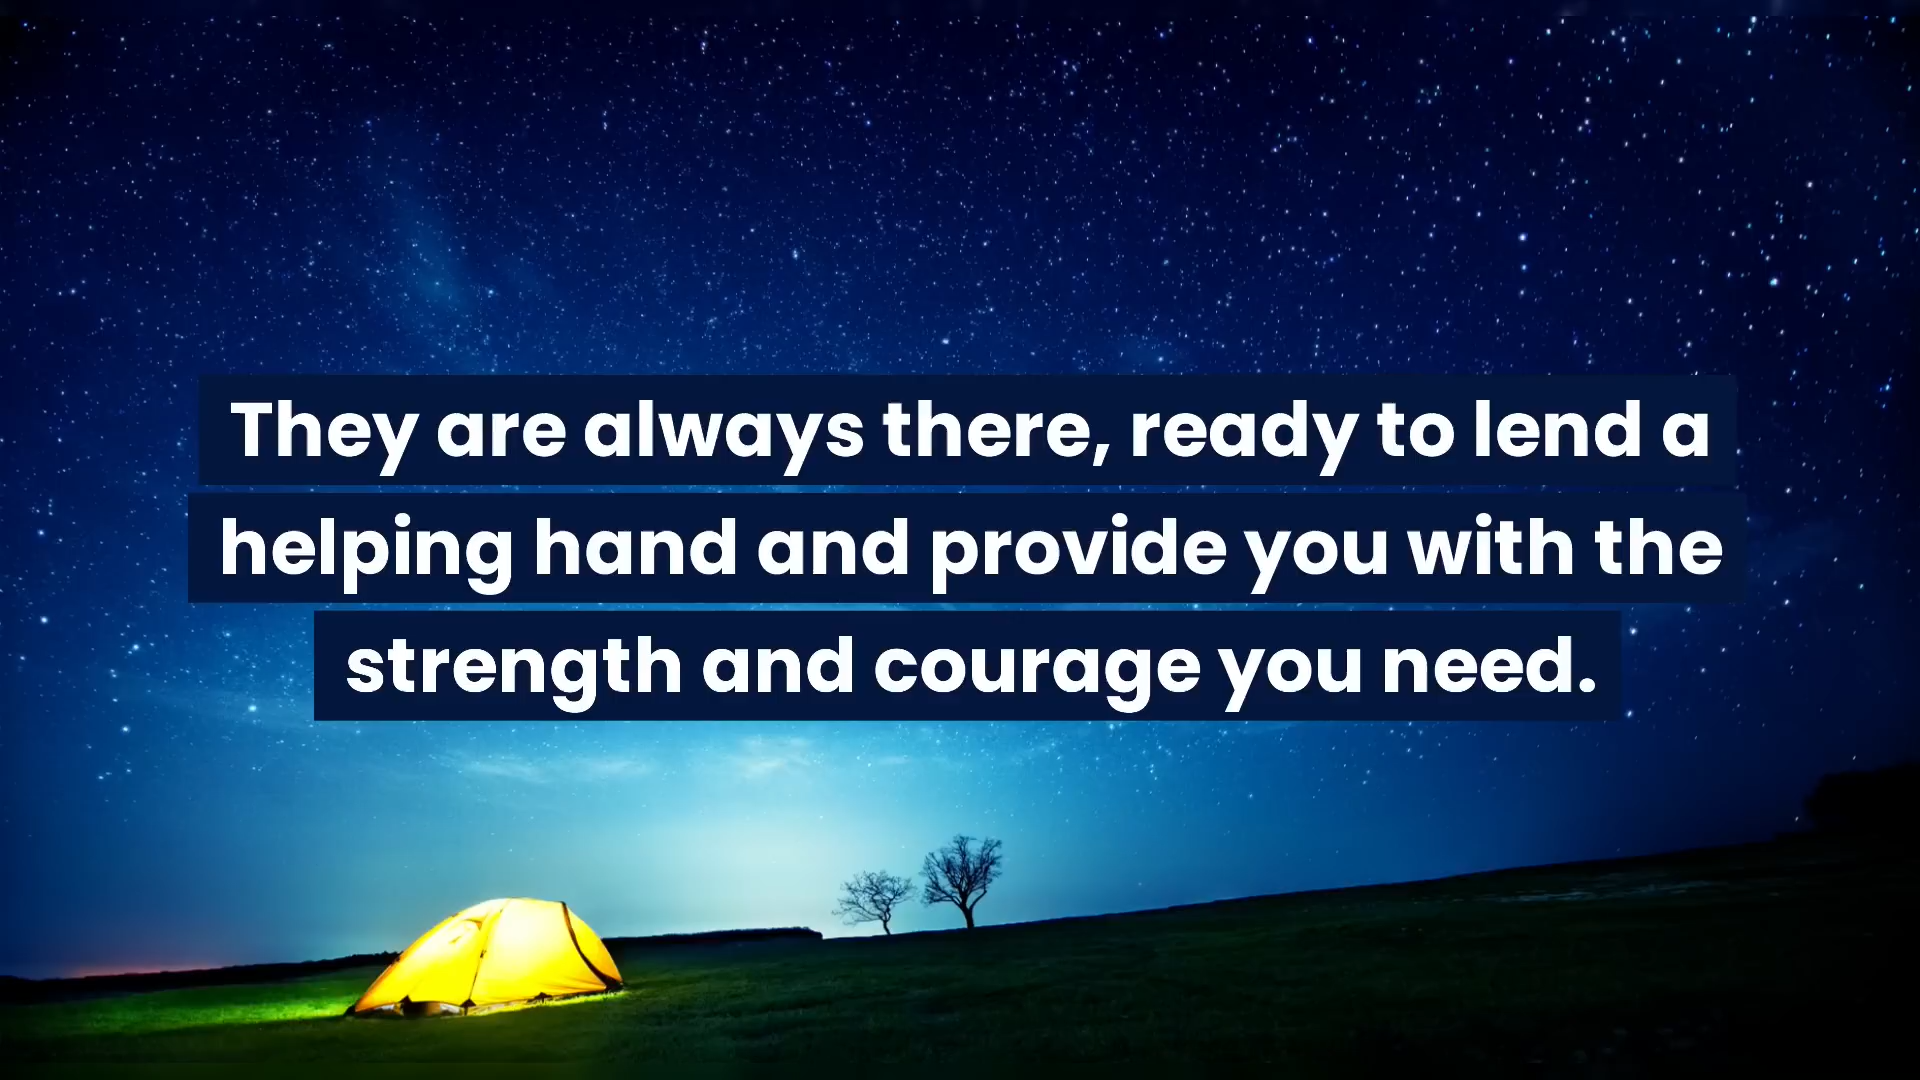 They are always there, ready to lend a
helping hand and provide you with the
strength and courage you need.